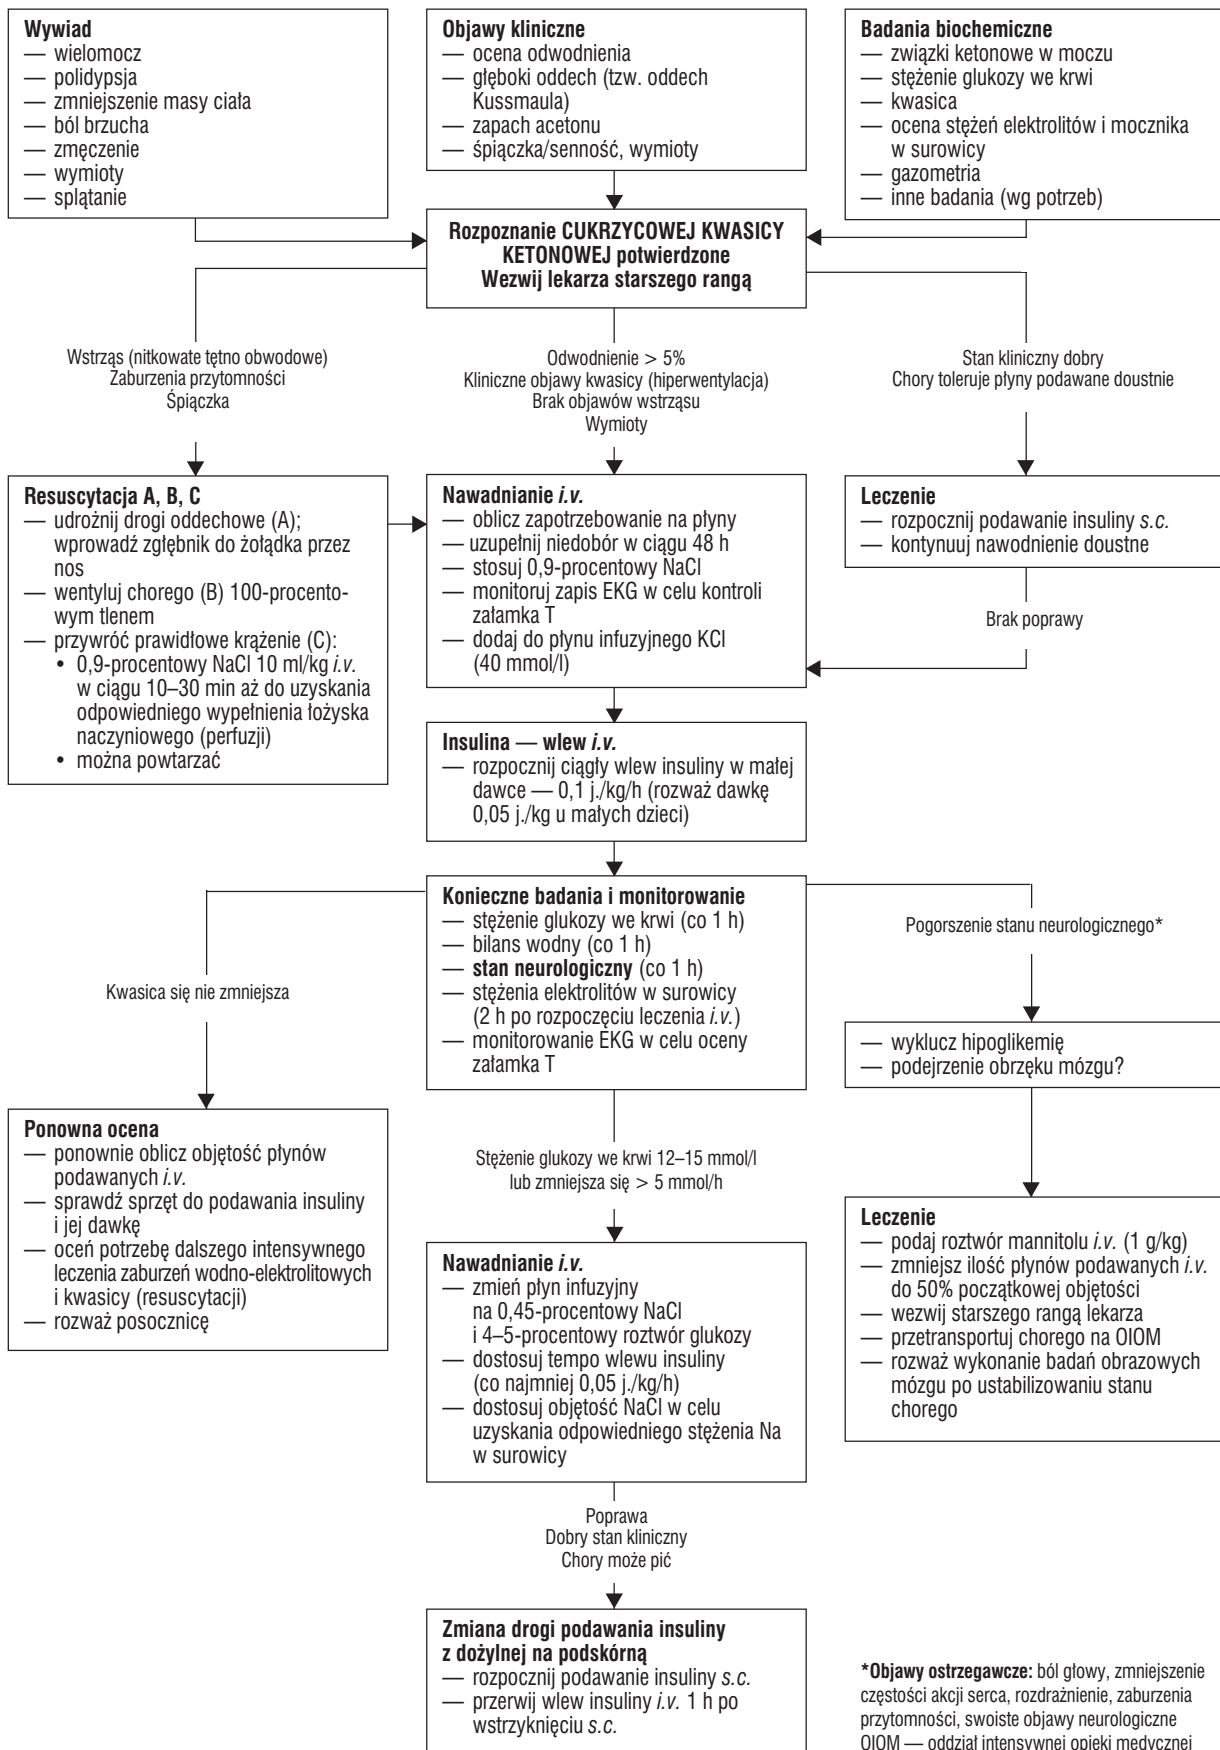 Wywiad
— wielomocz
— polidypsja
— zmniejszenie masy ciała
— ból brzucha
— zmęczenie
— wymioty
— splątanie
Objawy kliniczne
— ocena odwodnienia
— głęboki oddech (tzw. oddech
Kussmaula)
— zapach acetonu
— śpiączka/senność, wymioty
Badania biochemiczne
— związki ketonowe w moczu
— stężenie glukozy we krwi
— kwasica
— ocena stężeń elektrolitów i mocznika
w surowicy
— gazometria
— inne badania (wg potrzeb)
Rozpoznanie CUKRZYCOWEJ KWASICY
KETONOWEJ potwierdzone
Wezwij lekarza starszego rangą
Wstrząs (nitkowate tętno obwodowe)
Zaburzenia przytomności
Śpiączka
Odwodnienie > 5%
Kliniczne objawy kwasicy (hiperwentylacja)
Brak objawów wstrząsu
Wymioty
Stan kliniczny dobry
Chory toleruje płyny podawane doustnie
Resuscytacja A, B, C
— udrożnij drogi oddechowe (A);
wprowadź zgłębnik do żołądka przez
nos
— wentyluj chorego (B) 100-procento-
wym tlenem
— przywróć prawidłowe krążenie (C):
• 0,9-procentowy NaCl 10 ml/kg i.v.
w ciągu 10–30 min aż do uzyskania
odpowiedniego wypełnienia łożyska
naczyniowego (perfuzji)
• można powtarzać
Nawadnianie i.v.
— oblicz zapotrzebowanie na płyny
— uzupełnij niedobór w ciągu 48 h
— stosuj 0,9-procentowy NaCl
— monitoruj zapis EKG w celu kontroli
załamka T
— dodaj do płynu infuzyjnego KCl
(40 mmol/l)
Leczenie
— rozpocznij podawanie insuliny s.c.
— kontynuuj nawodnienie doustne
Brak poprawy
Insulina — wlew i.v.
— rozpocznij ciągły wlew insuliny w małej
dawce — 0,1 j./kg/h (rozważ dawkę
0,05 j./kg u małych dzieci)
Konieczne badania i monitorowanie
— stężenie glukozy we krwi (co 1 h)
— bilans wodny (co 1 h)
— stan neurologiczny (co 1 h)
— stężenia elektrolitów w surowicy
(2 h po rozpoczęciu leczenia i.v.)
— monitorowanie EKG w celu oceny
załamka T
Kwasica się nie zmniejsza
Pogorszenie stanu neurologicznego*
— wyklucz hipoglikemię
— podejrzenie obrzęku mózgu?
Ponowna ocena
— ponownie oblicz objętość płynów
podawanych i.v.
— sprawdź sprzęt do podawania insuliny
i jej dawkę
— oceń potrzebę dalszego intensywnego
leczenia zaburzeń wodno-elektrolitowych
i kwasicy (resuscytacji)
— rozważ posocznicę
Stężenie glukozy we krwi 12–15 mmol/l
lub zmniejsza się > 5 mmol/h
Nawadnianie i.v.
— zmień płyn infuzyjny
na 0,45-procentowy NaCl
i 4–5-procentowy roztwór glukozy
— dostosuj tempo wlewu insuliny
(co najmniej 0,05 j./kg/h)
— dostosuj objętość NaCl w celu
uzyskania odpowiedniego stężenia Na
w surowicy
Leczenie
— podaj roztwór mannitolu i.v. (1 g/kg)
— zmniejsz ilość płynów podawanych i.v.
do 50% początkowej objętości
— wezwij starszego rangą lekarza
— przetransportuj chorego na OIOM
— rozważ wykonanie badań obrazowych
mózgu po ustabilizowaniu stanu
chorego
Poprawa
Dobry stan kliniczny
Chory może pić
Zmiana drogi podawania insuliny
z dożylnej na podskórną
— rozpocznij podawanie insuliny s.c.
— przerwij wlew insuliny i.v. 1 h po
wstrzyknięciu s.c.
*Objawy ostrzegawcze: ból głowy, zmniejszenie
częstości akcji serca, rozdrażnienie, zaburzenia
przytomności, swoiste objawy neurologiczne
OIOM — oddział intensywnej opieki medycznej